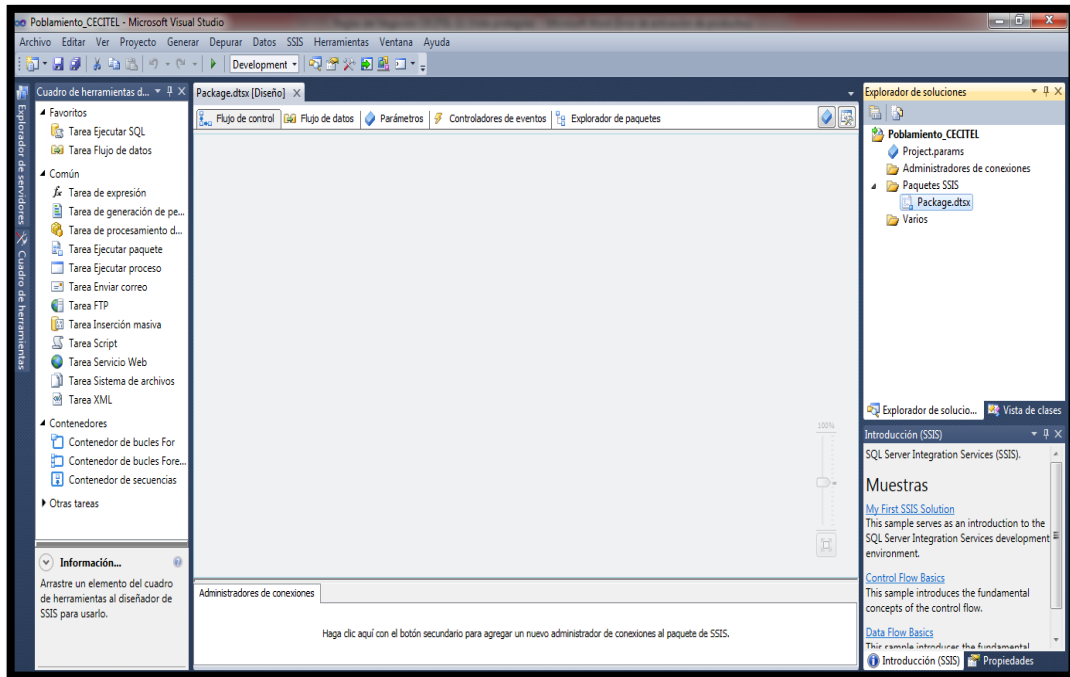 Poblamiento_CECITEL - Microsoft Visual Studio
Archivo Editar Ver Proyecto Generar Depurar Datos SSIS Herramientas Ventana Ayuda
Development
Explorador de servidores
Cuadro de herramientas
Cuadro de herramientas d...
Favoritos
Tarea Ejecutar SQL
Tarea Flujo de datos
Común
Tarea de expresión
Tarea de generación de pe...
Tarea de procesamiento d...
Tarea Ejecutar paquete
Tarea Ejecutar proceso
Tarea Enviar correo
Tarea FTP
Tarea Inserción masiva
Tarea Script
Tarea Servicio Web
Tarea Sistema de archivos
Tarea XML
Contenedores
Contenedor de bucles For
Contenedor de bucles Fore...
Contenedor de secuencias
Otras tareas
Información...
Arrastre un elemento del cuadro
de herramientas al diseñador de
SSIS para usarlo.
Package.dtsx [Diseño]
Flujo de control Flujo de datos Parámetros Controladores de eventos Explorador de paquetes
100%
Administradores de conexiones
Haga clic aquí con el botón secundario para agregar un nuevo administrador de conexiones al paquete de SSIS.
Explorador de soluciones
Poblamiento_CECITEL
Project.params
Administradores de conexiones
Paquetes SSIS
Package.dtsx
Varios
Explorador de solucio... Vista de clases
Introducción (SSIS)
SQL Server Integration Services (SSIS).
Muestras
My First SSIS Solution
This sample serves as an introduction to the
SQL Server Integration Services development
environment.
Control Flow Basics
This sample introduces the fundamental
concepts of the control flow.
Data Flow Basics
This sample introduces the fundamental
Introducción (SSIS) Propiedades